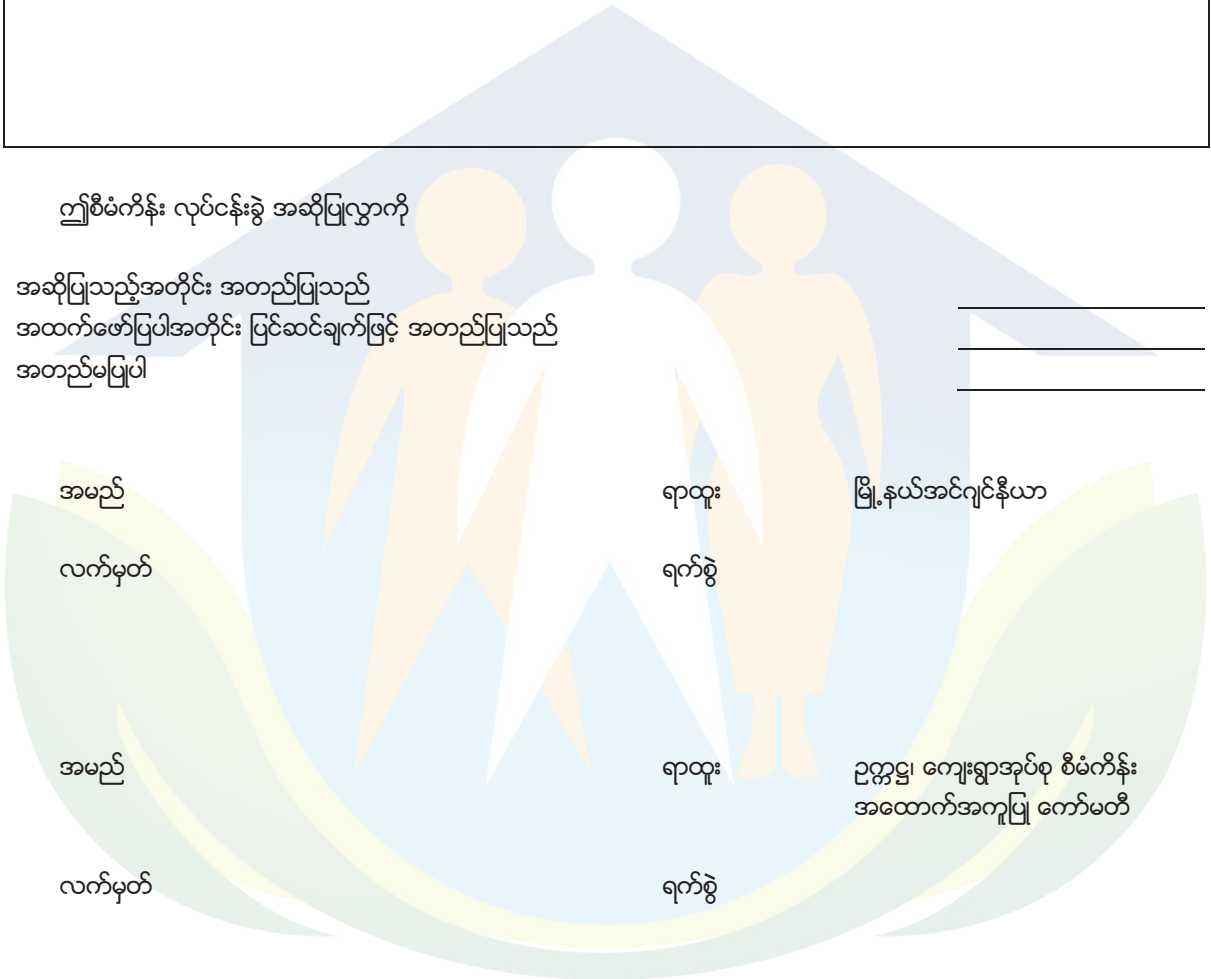 ဤစီမံကိန်း လုပ်ငန်းခွဲ အဆိုပြုလွှာကို
အဆိုပြုသည့်အတိုင်း အတည်ပြုသည်
အထက်ဖော်ပြပါအတိုင်း ပြင်ဆင်ချက်ဖြင့် အတည်ပြုသည်
အတည်မပြုပါ
အမည် ရာထူး မြို့နယ်အင်ဂျင်နီယာ
လက်မှတ် ရက်စွဲ
အမည် ရာထူး ဥက္ကဋ္ဌ၊ ကျေးရွာအုပ်စု စီမံကိန်း
အထောက်အကူပြု ကော်မတီ
လက်မှတ် ရက်စွဲ